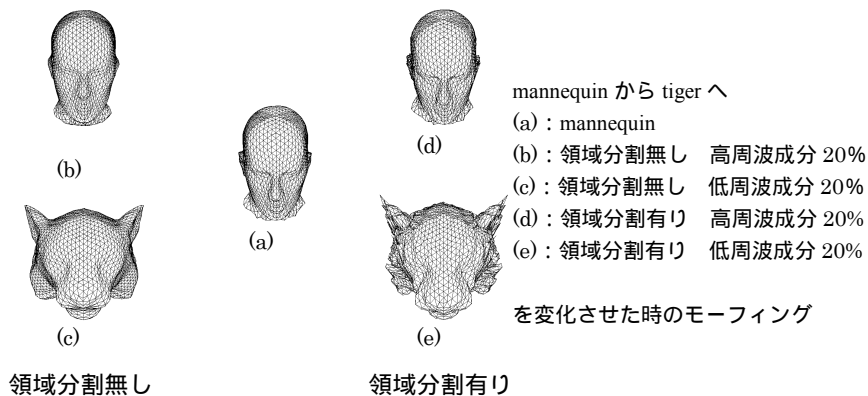 (b)
(d)
(a)
(c)
(e)
mannequin から tiger へ
(a)：mannequin
(b)：領域分割無し　高周波成分 20%
(c)：領域分割無し　低周波成分 20%
(d)：領域分割有り　高周波成分 20%
(e)：領域分割有り　低周波成分 20%
を変化させた時のモーフィング
領域分割無し
領域分割有り